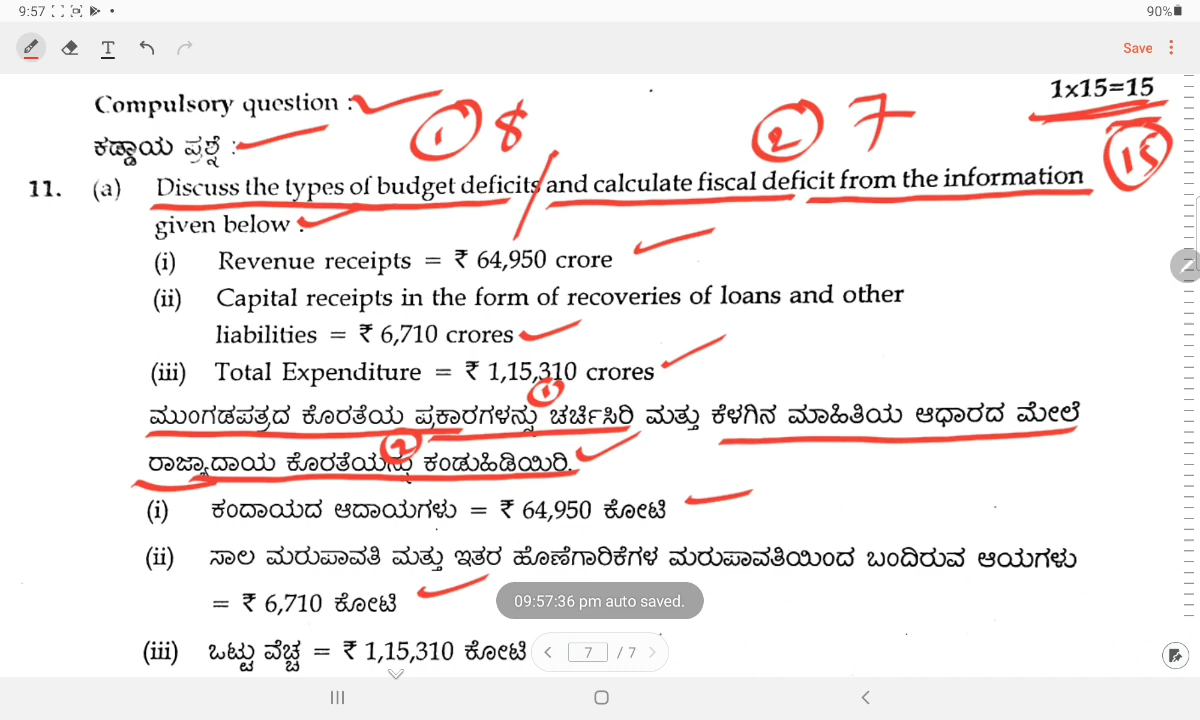 9:57
90%
T
Save
Compulsory question :
1x15=15
ಕಡ್ಡಾಯ ಪ್ರಶ್ನೆ :
① 8
② 7
15
11. (a) Discuss the types of budget deficits and calculate fiscal deficit from the information
given below :
(i) Revenue receipts = ₹ 64,950 crore
(ii) Capital receipts in the form of recoveries of loans and other
liabilities = ₹ 6,710 crores
(iii) Total Expenditure = ₹ 1,15,310 crores
①
ಮುಂಗಡಪತ್ರದ ಕೊರತೆಯ ಪ್ರಕಾರಗಳನ್ನು ಚರ್ಚಿಸಿರಿ ಮತ್ತು ಕೆಳಗಿನ ಮಾಹಿತಿಯ ಆಧಾರದ ಮೇಲೆ
②
ರಾಜ್ಯಾದಾಯ ಕೊರತೆಯನ್ನು ಕಂಡುಹಿಡಿಯಿರಿ.
(i) ಕಂದಾಯದ ಆದಾಯಗಳು = ₹ 64,950 ಕೋಟಿ
(ii) ಸಾಲ ಮರುಪಾವತಿ ಮತ್ತು ಇತರ ಹೊಣೆಗಾರಿಕೆಗಳ ಮರುಪಾವತಿಯಿಂದ ಬಂದಿರುವ ಆಯಗಳು
= ₹ 6,710 ಕೋಟಿ
09:57:36 pm auto saved.
(iii) ಒಟ್ಟು ವೆಚ್ಚ = ₹ 1,15,310 ಕೋಟಿ
7 / 7